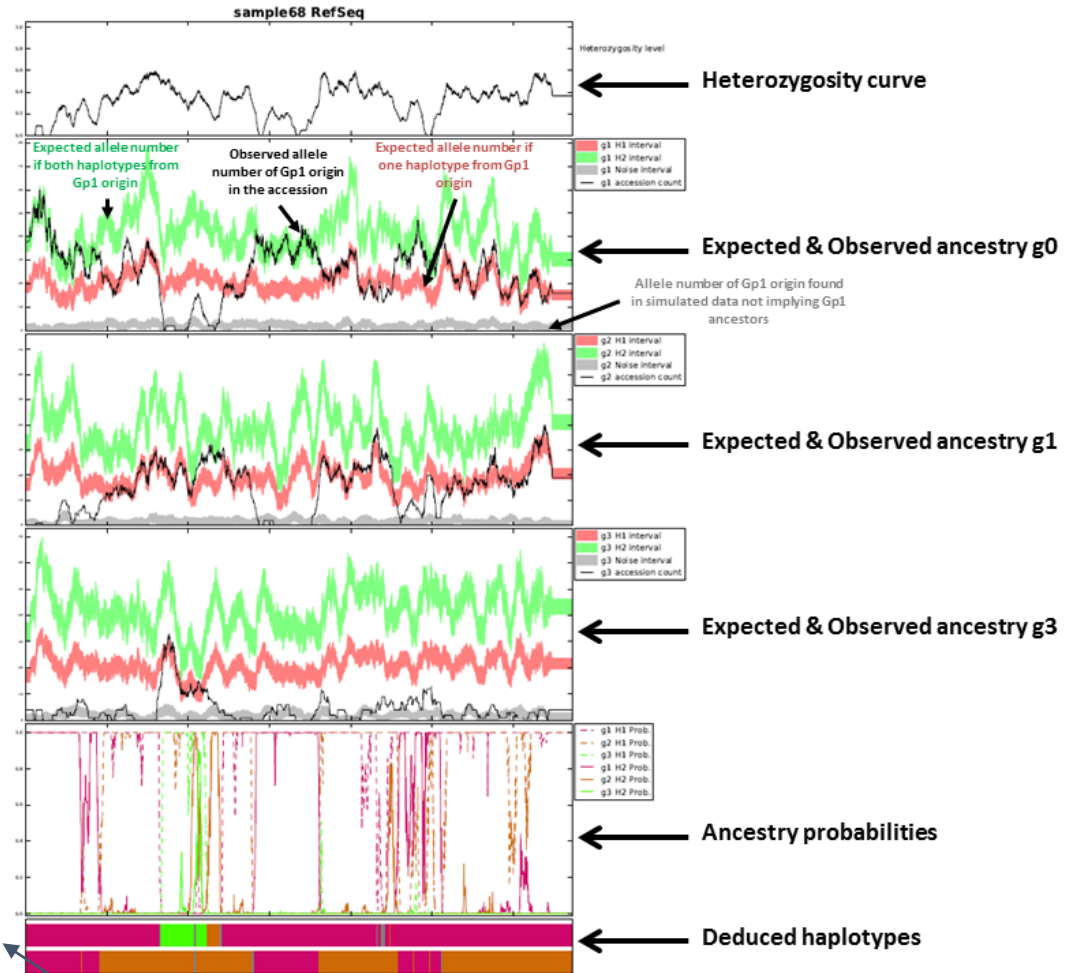 sample68 RefSeq
Heterozygosity level
Heterozygosity curve
Expected allele number
if both haplotypes from
Gp1 origin
Observed allele
number of Gp1 origin
in the accession
Expected allele number if
one haplotype from Gp1
origin
g1 H1 interval
g1 H2 interval
g1 Noise interval
g1 accession count
Expected & Observed ancestry g0
Allele number of Gp1 origin found
in simulated data not implying Gp1
ancestors
g2 H1 interval
g2 H2 interval
g2 Noise interval
g2 accession count
Expected & Observed ancestry g1
g3 H1 interval
g3 H2 interval
g3 Noise interval
g3 accession count
Expected & Observed ancestry g3
g1 H1 Prob.
g2 H1 Prob.
g3 H1 Prob.
g1 H2 Prob.
g2 H2 Prob.
g3 H2 Prob.
Ancestry probabilities
Deduced haplotypes